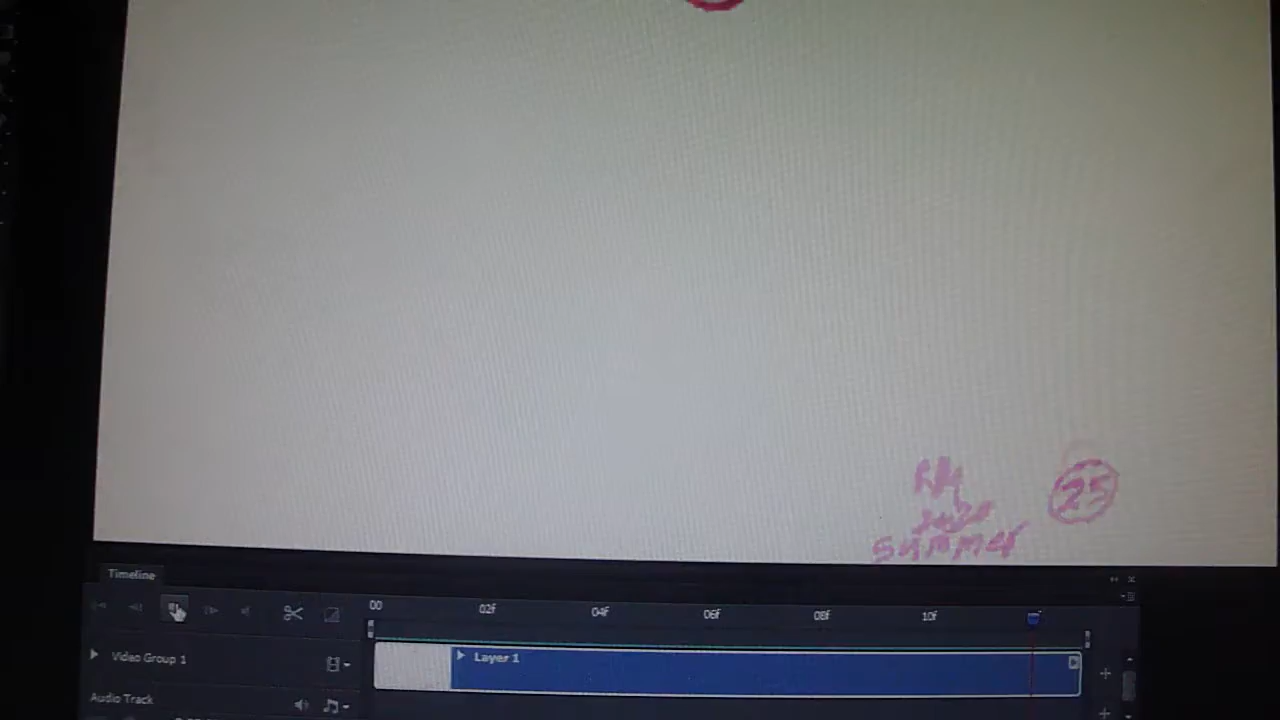 25
summer
Timeline
00 02f 04f 06f 08f 10f
Video Group 1
Layer 1
Audio Track